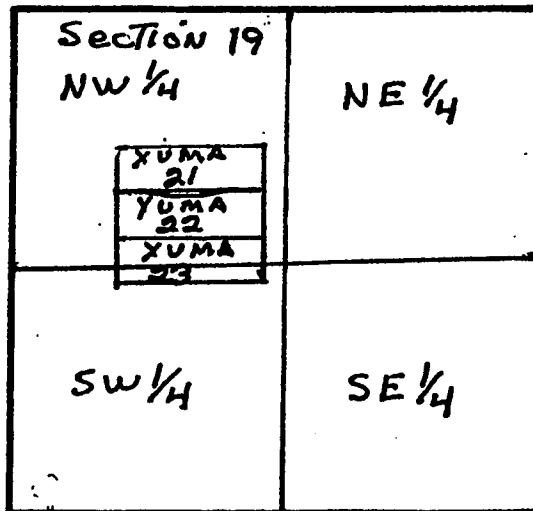 Section 19
NW 1/4
NE 1/4
XUMA
21
YUMA
22
XUMA
23
SW 1/4
SE 1/4